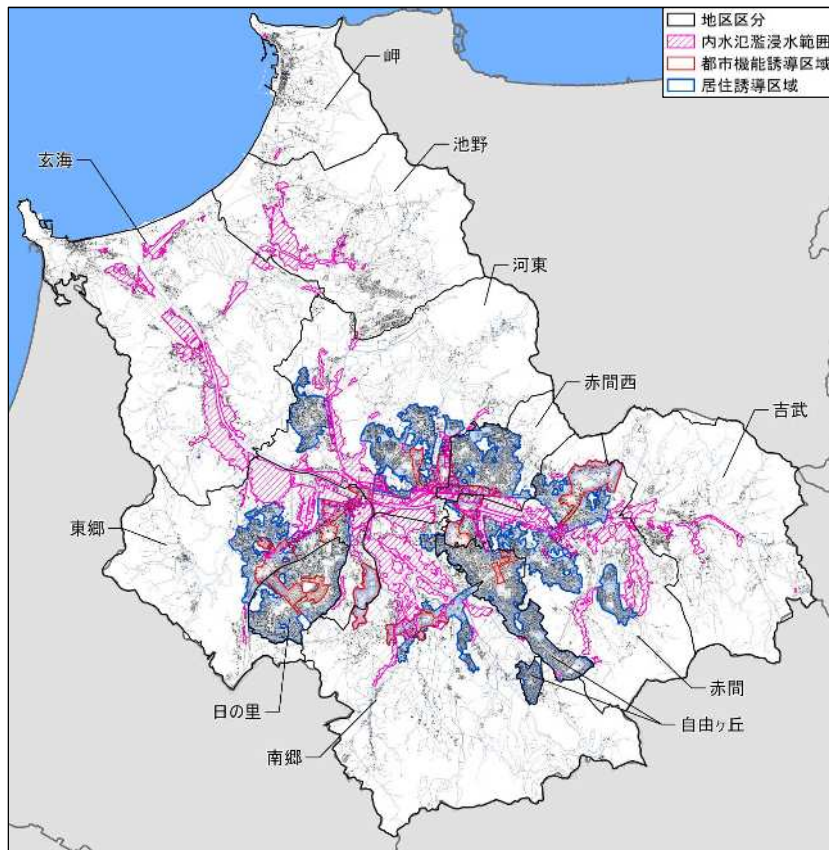 地区区分
内水氾濫浸水範囲
都市機能誘導区域
居住誘導区域
岬
池野
玄海
河東
赤間西
吉武
東郷
赤間
日の里
自由ヶ丘
南郷